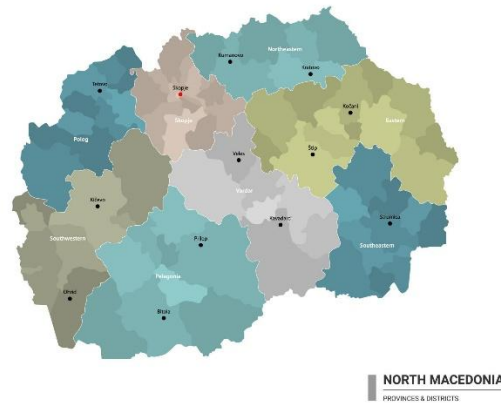 Kumanovo
Northeastern
Kratovo
Tetovo
Skopje
Skopje
Polog
Kočani
Eastern
Štip
Veles
Vardar
Kičevo
Southwestern
Kavadarci
Strumica
Southeastern
Prilep
Pelagonia
Ohrid
Bitola
NORTH MACEDONIA
PROVINCES & DISTRICTS